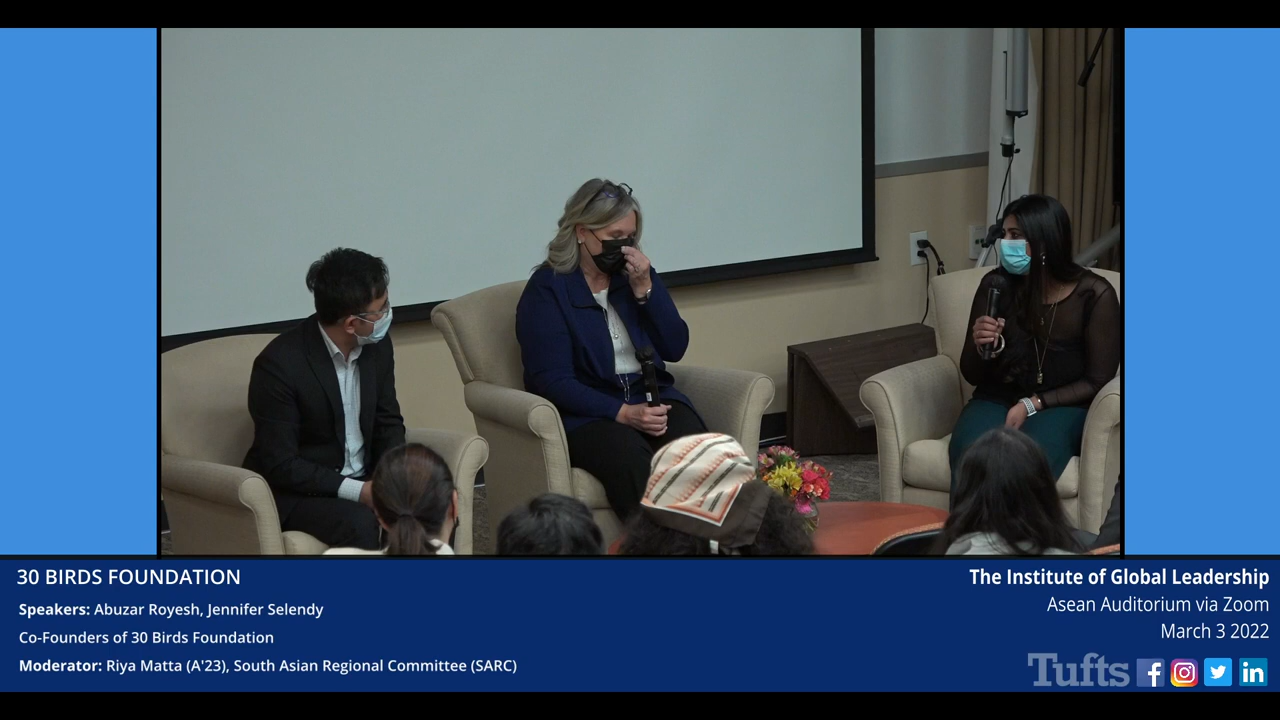 30 BIRDS FOUNDATION
Speakers: Abuzar Royesh, Jennifer Selendy
Co-Founders of 30 Birds Foundation
Moderator: Riya Matta (A'23), South Asian Regional Committee (SARC)
The Institute of Global Leadership
Asean Auditorium via Zoom
March 3 2022
Tufts